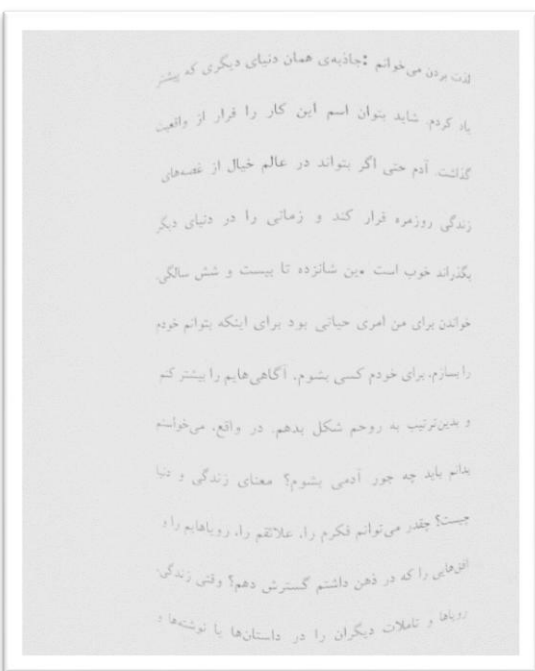 لذت بردن می‌خوانم :جاذبه‌ی همان دنیای دیگری که پیشتر
یاد کردم. شاید بتوان اسم این کار را فرار از واقعیت
گذاشت. آدم حتی اگر بتواند در عالم خیال از غصه‌های
زندگی روزمره فرار کند و زمانی را در دنیای دیگر
بگذراند خوب است .بین شانزده تا بیست و شش سالگی
خواندن برای من امری حیاتی بود برای اینکه بتوانم خودم
را بسازم، برای خودم کسی بشوم. آگاهی‌هایم را بیشتر کنم
و بدین‌ترتیب به روحم شکل بدهم. در واقع، می‌خواستم
بدانم باید چه جور آدمی بشوم؟ معنای زندگی و دنیا
چیست؟ چقدر می‌توانم فکرم را، علائقم را، رویاهایم را و
افق‌هایی را که در ذهن داشتم گسترش دهم؟ وقتی زندگی،
رویاها و تاملات دیگران را در داستان‌ها یا نوشته‌ها و